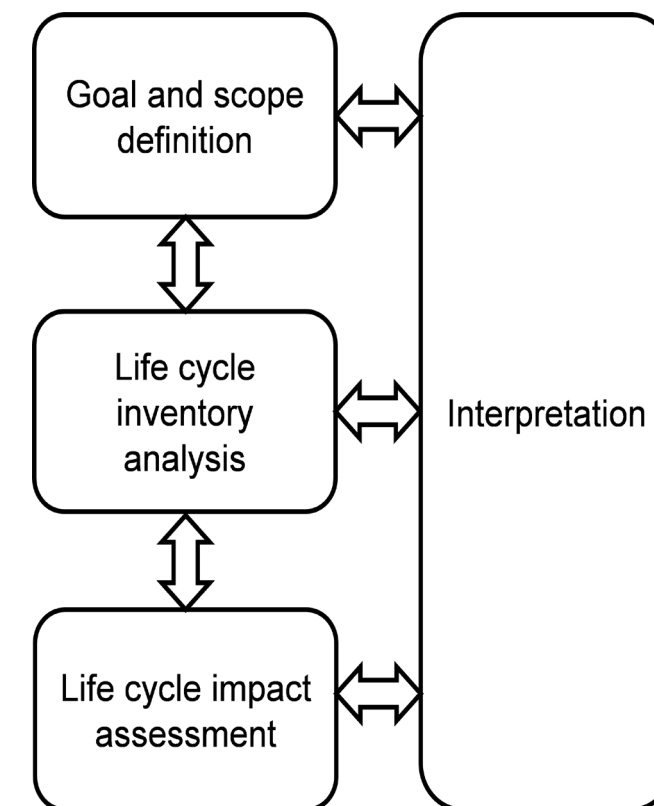 Goal and scope
definition
Life cycle
inventory
analysis
Interpretation
Life cycle impact
assessment